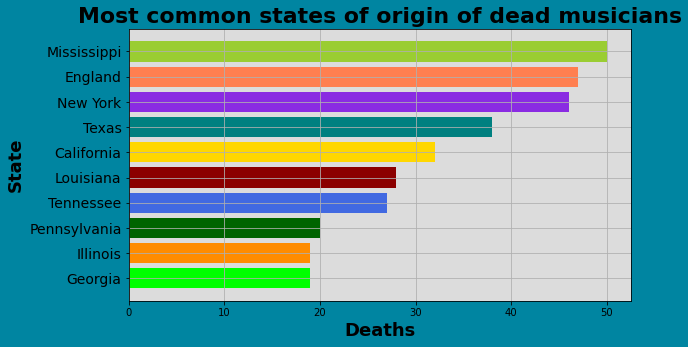 Most common states of origin of dead musicians
Mississippi
England
New York
Texas
California
Louisiana
Tennessee
Pennsylvania
Illinois
Georgia
State
0 10 20 30 40 50
Deaths